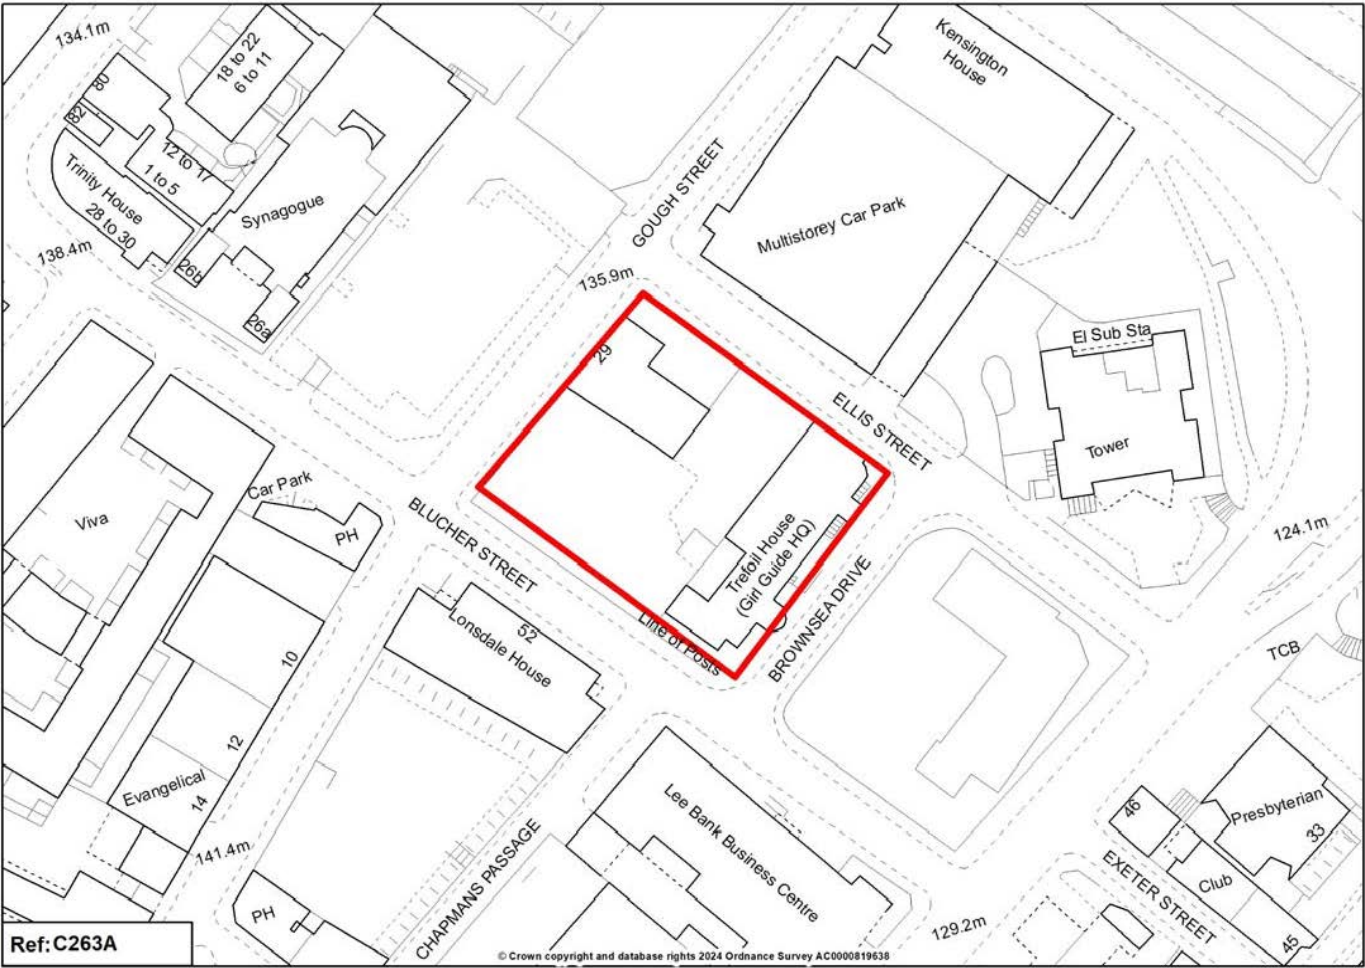 134.1m
18 to 22
6 to 11
80
82
12 to 17
1 to 5
Trinity House
28 to 30
Synagogue
138.4m
26b
26a
Kensington
House
GOUGH STREET
Multistorey Car Park
135.9m
29
El Sub Sta
ELLIS STREET
Tower
Viva
Car Park
PH
BLUCHER STREET
Trefoil House
(Girl Guide HQ)
124.1m
Line of Posts
BROWNSEA DRIVE
52
Lonsdale House
10
12
Evangelical
14
TCB
141.4m
PH
CHAPMANS PASSAGE
Lee Bank Business Centre
46
Presbyterian
33
Club
EXETER STREET
45
129.2m
Ref:C263A
© Crown copyright and database rights 2024 Ordnance Survey AC0000819638